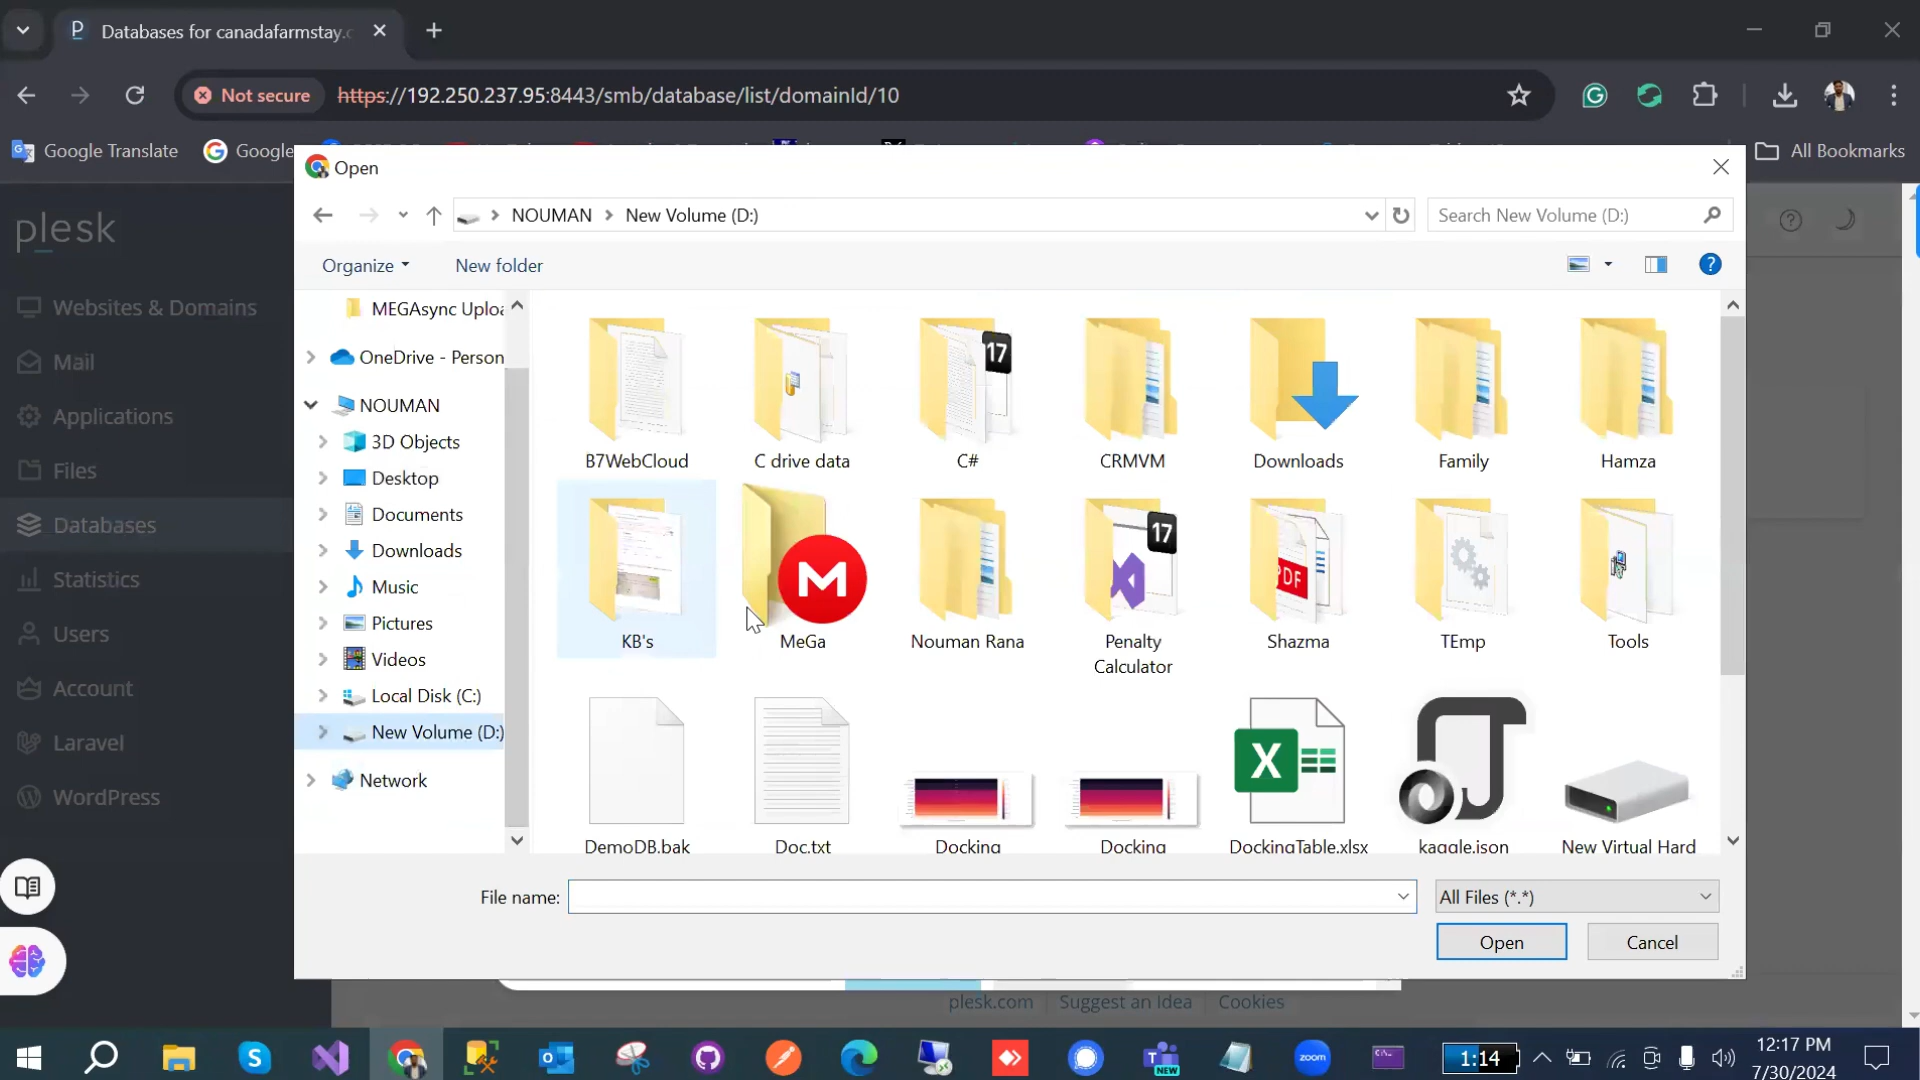 P Databases for canadafarmstay.
Not secure https://192.250.237.95:8443/smb/database/list/domainId/10
Google Translate Google All Bookmarks
Open
NOUMAN New Volume (D:) Search New Volume (D:)
Organize New folder
plesk
Websites & Domains
Mail
Applications
Files
Databases
Statistics
Users
Account
Laravel
WordPress
MEGAsync Uploa
OneDrive - Person
NOUMAN
3D Objects
Desktop
Documents
Downloads
Music
Pictures
Videos
Local Disk (C:)
New Volume (D:)
Network
17
B7WebCloud C drive data C# CRMVM Downloads Family Hamza
M 17 PDF
KB's MeGa Nouman Rana Penalty Calculator Shazma TEmp Tools
X
DemoDB.bak Doc.txt Docking Docking DockingTable.xlsx kaggle.json New Virtual Hard
File name: All Files (*.*)
Open Cancel
plesk.com Suggest an Idea Cookies
zoom
NEW
1:14
12:17 PM
7/30/2024